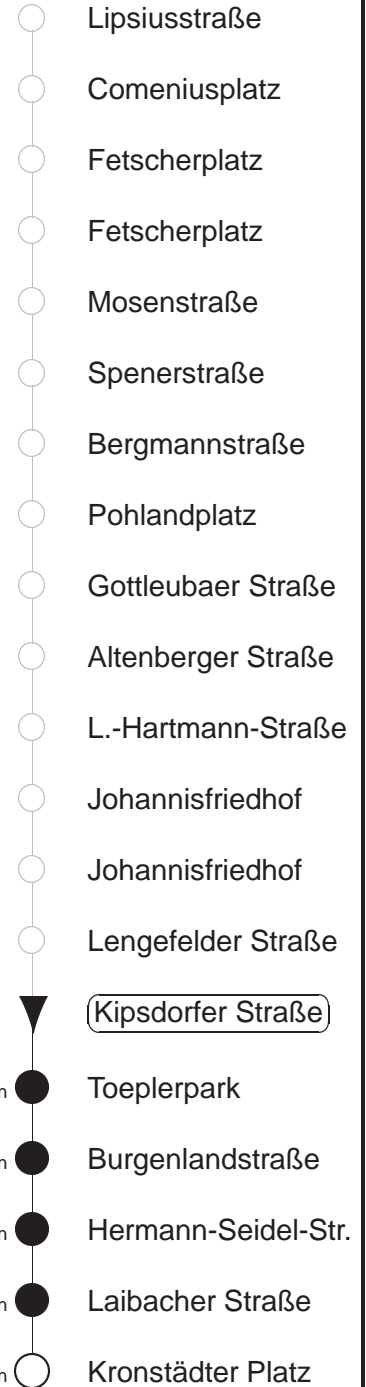 Lipsiusstraße
Comeniusplatz
Fetscherplatz
Fetscherplatz
Mosenstraße
Spenerstraße
Bergmannstraße
Pohlandplatz
Gottleubaer Straße
Altenberger Straße
L.-Hartmann-Straße
Johannisfriedhof
Johannisfriedhof
Lengefelder Straße
Kipsdorfer Straße
Toeplerpark
Burgenlandstraße
Hermann-Seidel-Str.
Laibacher Straße
Kronstädter Platz